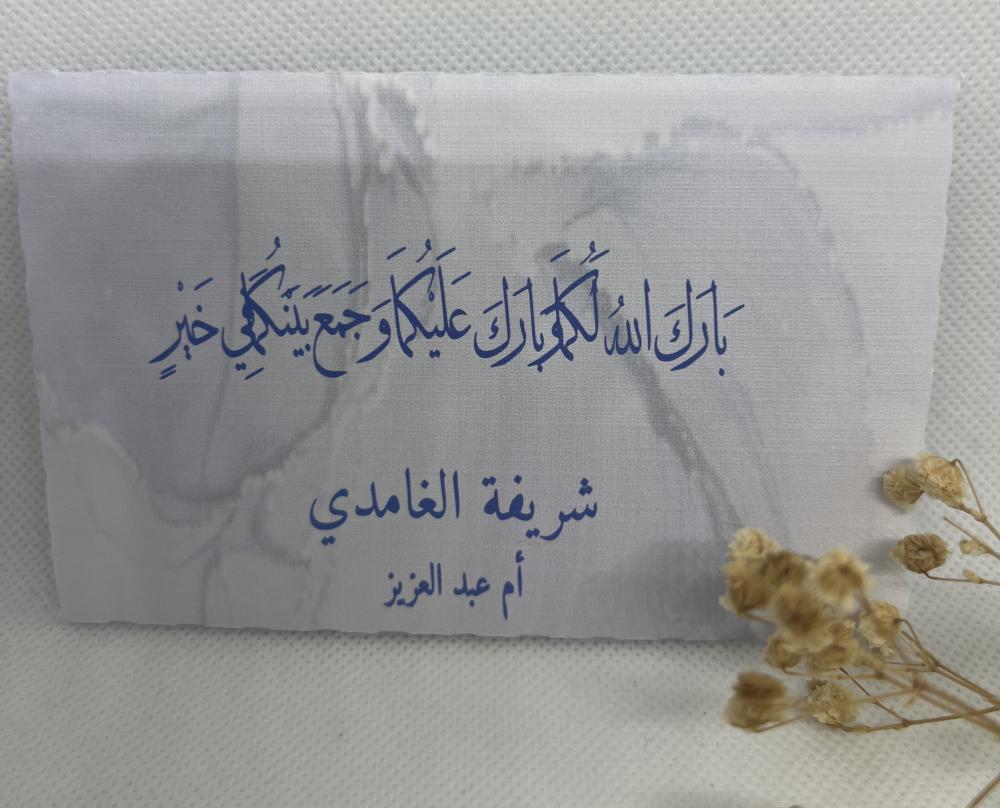 بَارَكَ اللهُ لَكُمَا وَبَارَكَ عَلَيْكُمَا وَجَمَعَ بَيْنَكُمَا فِي خَيْرٍ
شريفة الغامدي
أم عبد العزيز